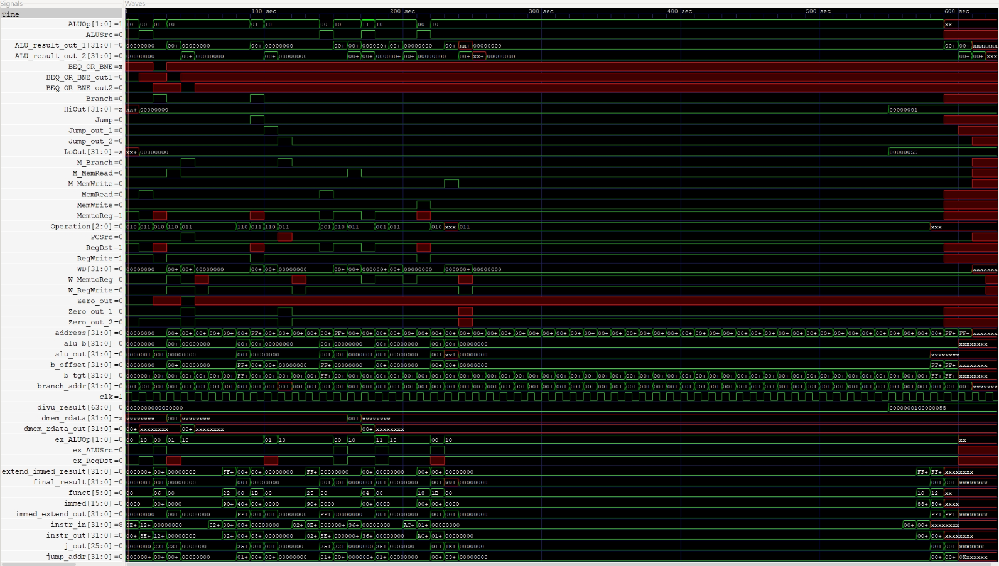 Signals Waves
Time 0 100 sec 200 sec 300 sec 400 sec 500 sec 600 sec
ALUOp[1:0]=1 10 00 01 10 01 10 00 10 11 10 00 10 xx
ALUSrc=0
ALU_result_out_1[31:0]=0 00000000 00+ 00000000 00+ 00000000 00+ 00+ 000000+ 00+ 00000000 00+ xx+ 00000000 00+ 00+ xxxxxxx
ALU_result_out_2[31:0]=0 00000000 00+ 00000000 00+ 00000000 00+ 00+ 0000000+ 00+ 00000000 00+ xx+ 00000000 00+ 00+ xxx
BEQ_OR_BNE=x
BEQ_OR_BNE_out1=0
BEQ_OR_BNE_out2=0
Branch=0
HiOut[31:0]=x xx+ 00000000 00000001
Jump=0
Jump_out_1=0
Jump_out_2=0
LoOut[31:0]=x xx+ 00000000 00000055
M_Branch=0
M_MemRead=0
M_MemWrite=0
MemRead=0
MemWrite=0
MemtoReg=1
Operation[2:0]=0 010 011 010 110 011 110 011 110 011 001 010 011 001 011 010 xxx 011 xxx
PCSrc=0
RegDst=1
RegWrite=1
WD[31:0]=0 00000000 00+ 00+ 00000000 00+ 00+ 00000000 00+ 00+ 000000+ 00+ 00000000 000000+ 00000000 xxxxxxx
W_MemtoReg=0
W_RegWrite=0
Zero_out=0
Zero_out_1=0
Zero_out_2=0
address[31:0]=0 00000000 00+ 00+ 00+ 00+ 00+ 00+ FF+ 00+ 00+ 00+ 00+ 00+ FF+ 00+ 00+ 00+ 00+ 00+ 00+ 00+ 00+ 00+ 00+ 00+ 00+ 00+ 00+ 00+ 00+ 00+ 00+ 00+ 00+ 00+ 00+ 00+ 00+ 00+ 00+ 00+ 00+ 00+ 00+ 00+ 00+ 00+ 00+ 00+ 00+ 00+ 00+ 00+ 00+ 00+ 00+ 00+ FF+ FF+ xxxxxxx
alu_b[31:0]=0 00000000 00+ 00+ 00000000 00+ 00+ 00000000 00+ 00000000 00+ 00000000 00+ 00+ 00000000 xxxxxxxx
alu_out[31:0]=0 000000+ 00+ 00+ 00000000 00+ 00000000 00+ 00+ 000000+ 00+ 00000000 00+ xx+ 00000000 xxxxxxxx
b_offset[31:0]=0 00000000 00+ 00000000 FF+ 00+ 00+ 00000000 FF+ 00000000 00+ 00000000 00+ 00+ 00000000 FF+ FF+ xxxxxxxx
b_tgt[31:0]=0 000000+ 00+ 00+ 00+ 00+ 00+ 00+ FF+ 00+ 00+ 00+ 00+ 00+ FF+ 00+ 00+ 00+ 00+ 00+ 00+ 00+ 00+ 00+ 00+ 00+ 00+ 00+ 00+ 00+ 00+ 00+ 00+ 00+ 00+ 00+ 00+ 00+ 00+ 00+ 00+ 00+ 00+ 00+ 00+ 00+ 00+ 00+ 00+ 00+ 00+ 00+ 00+ 00+ 00+ 00+ 00+ 00+ FF+ FF+ xxxxxxxx
branch_addr[31:0]=0 00+ 00+ 00+ 00+ 00+ 00+ 00+ 00+ 00+ 00+ 00+ 00+ 00+ 00+ 00+ 00+ 00+ 00+ 00+ 00+ 00+ 00+ 00+ 00+ 00+ 00+ 00+ 00+ 00+ 00+ 00+ 00+ 00+ 00+ 00+ 00+ 00+ 00+ 00+ 00+ 00+ 00+ 00+ 00+ 00+ 00+ 00+ 00+ 00+ 00+ 00+ 00+ 00+ 00+ 00+ 00+ 00+ 00+ 00+ 00+ 00+ xxxxxxx
clk=1
divu_result[63:0]=0 0000000000000000 0000000100000055
dmem_rdata[31:0]=x xxxxxxxx 00+ xxxxxxxx 00+ xxxxxxxx
dmem_rdata_out[31:0]=0 00+ xxxxxxxx 00+ xxxxxxxx 00+ xxxxxxxx
ex_ALUOp[1:0]=0 00 10 00 01 10 01 10 00 10 11 10 00 10 xx
ex_ALUSrc=0
ex_RegDst=0
extend_immed_result[31:0]=0 000000+ 00+ 00000000 FF+ 00+ 00+ 00000000 FF+ 00000000 00+ 00000000 00+ 00+ 00000000 FF+ FF+ xxxxxxxx
final_result[31:0]=0 000000+ 00+ 00000000 00+ 00000000 00+ 00+ 000000+ 00+ 00000000 00+ xx+ 00000000 00+ 00+ xxxxxxxx
funct[5:0]=0 00 06 00 22 00 1B 00 25 00 04 00 18 1B 00 10 12 xx
immed[15:0]=0 0000 00+ 0000 90+ 40+ 00+ 0000 90+ 0000 00+ 0000 00+ 00+ 0000 88+ 80+ xxxx
immed_extend_out[31:0]=0 00000000 00+ 00000000 FF+ 00+ 00+ 00000000 FF+ 00000000 00+ 00000000 00+ 00+ 00000000 FF+ FF+ xxxxxxxx
instr_in[31:0]=8 8E+ 12+ 00000000 02+ 00+ 08+ 00000000 02+ 8E+ 000000+ 36+ 00000000 AC+ 01+ 00000000 00+ 00+ xxxxxxxx
instr_out[31:0]=0 00+ 8E+ 12+ 00000000 02+ 00+ 08+ 00000000 02+ 8E+ 000000+ 36+ 00000000 AC+ 01+ 00000000 00+ 00+ xxxxxxxx
j_out[25:0]=0 0000000 22+ 23+ 0000000 25+ 00+ 00+ 0000000 25+ 22+ 0000000 25+ 0000000 01+ 1E+ 0000000 00+ 00+ xxxxxxx
jump_addr[31:0]=0 000000+ 00+ 00+ 00000000 01+ 00+ 00+ 00000000 01+ 00+ 000000+ 01+ 00000000 01+ 03+ 00000000 00+ 00+ 0Xxxxxxx